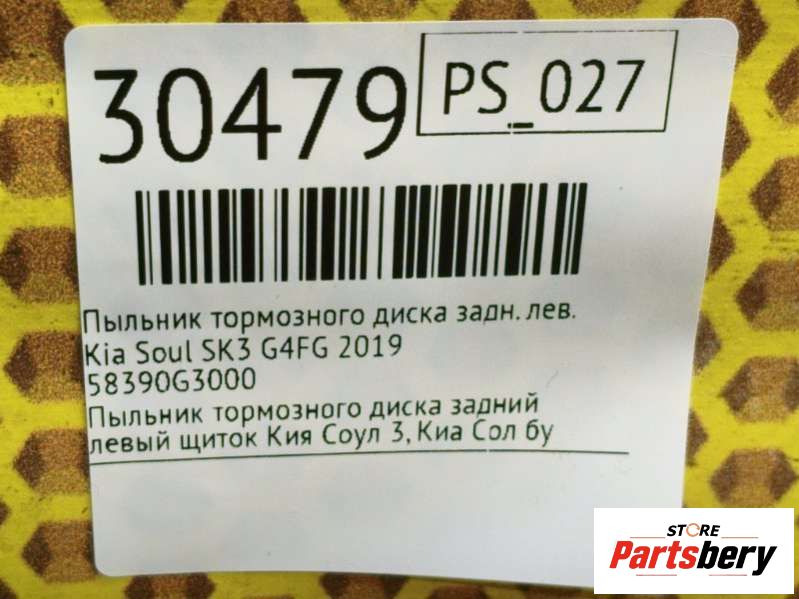 30479
PS_027
Пыльник тормозного диска задн. лев.
Kia Soul SK3 G4FG 2019
58390G3000
Пыльник тормозного диска задний
левый щиток Кия Соул 3, Киа Сол бу
STORE
Partsbery